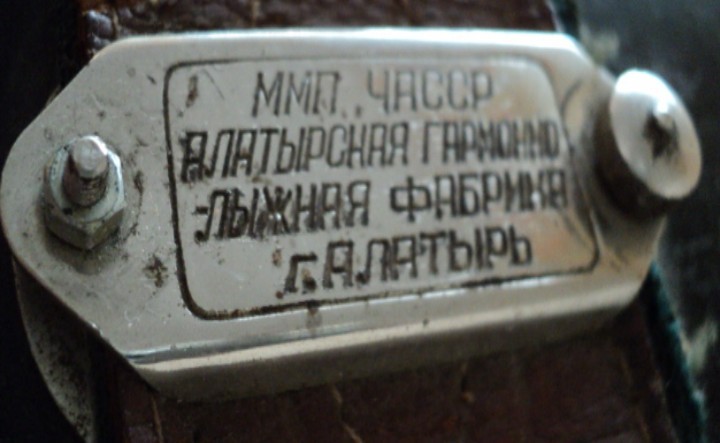 ММП ЧАССР
АЛАТЫРСКАЯ ГАРМОННО
-ЛЫЖНАЯ ФАБРИКА
Г. АЛАТЫРЬ